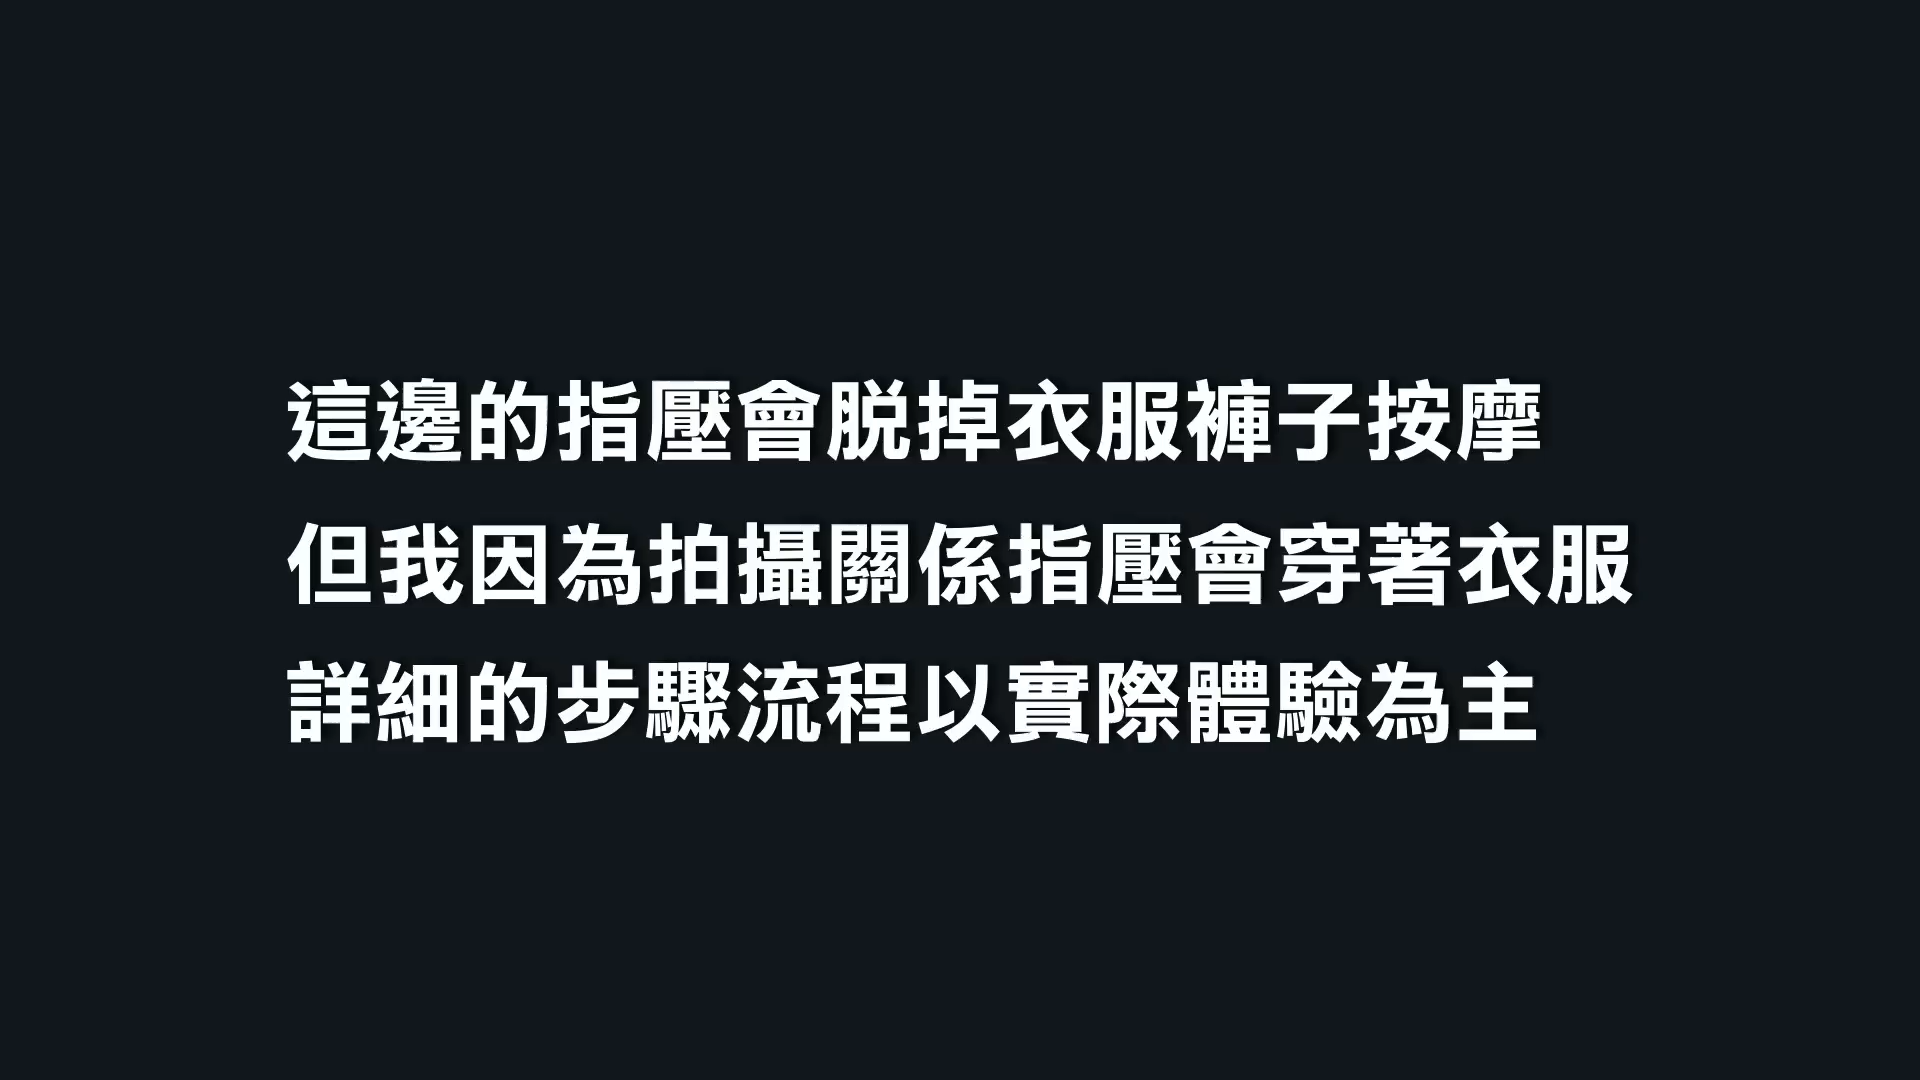 這邊的指壓會脱掉衣服褲子按摩
但我因為拍攝關係指壓會穿著衣服
詳細的步驟流程以實際體驗為主